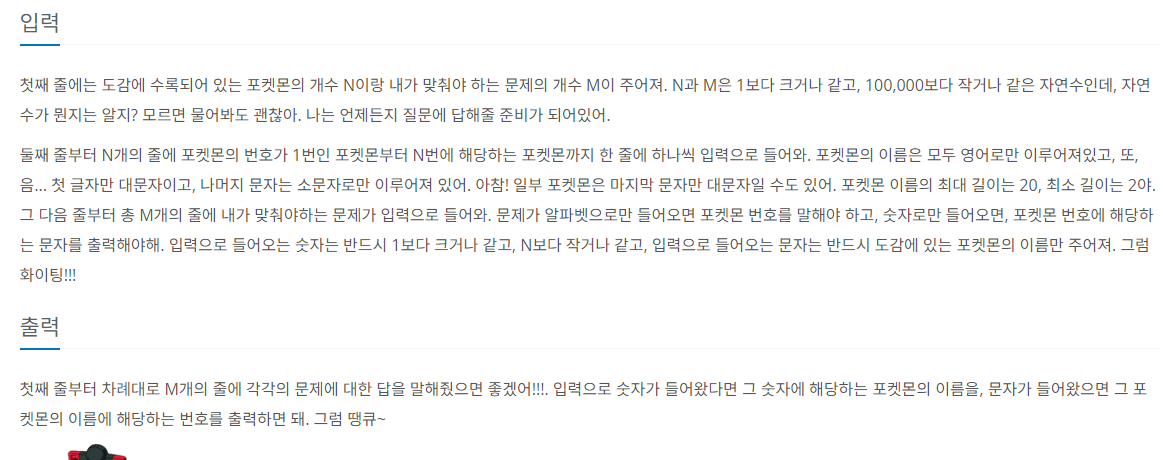 입력
첫째 줄에는 도감에 수록되어 있는 포켓몬의 개수 N이랑 내가 맞춰야 하는 문제의 개수 M이 주어져. N과 M은 1보다 크거나 같고, 100,000보다 작거나 같은 자연수인데, 자연
수가 뭔지는 알지? 모르면 물어봐도 괜찮아. 나는 언제든지 질문에 답해줄 준비가 되어있어.
둘째 줄부터 N개의 줄에 포켓몬의 번호가 1번인 포켓몬부터 N번에 해당하는 포켓몬까지 한 줄에 하나씩 입력으로 들어와. 포켓몬의 이름은 모두 영어로만 이루어져있고, 또,
음... 첫 글자만 대문자이고, 나머지 문자는 소문자로만 이루어져 있어. 아참! 일부 포켓몬은 마지막 문자만 대문자일 수도 있어. 포켓몬 이름의 최대 길이는 20, 최소 길이는 2야.
그 다음 줄부터 총 M개의 줄에 내가 맞춰야하는 문제가 입력으로 들어와. 문제가 알파벳으로만 들어오면 포켓몬 번호를 말해야 하고, 숫자로만 들어오면, 포켓몬 번호에 해당하
는 문자를 출력해야해. 입력으로 들어오는 숫자는 반드시 1보다 크거나 같고, N보다 작거나 같고, 입력으로 들어오는 문자는 반드시 도감에 있는 포켓몬의 이름만 주어져. 그럼
화이팅!!!
출력
첫째 줄부터 차례대로 M개의 줄에 각각의 문제에 대한 답을 말해줬으면 좋겠어!!!. 입력으로 숫자가 들어왔다면 그 숫자에 해당하는 포켓몬의 이름을, 문자가 들어왔으면 그 포
켓몬의 이름에 해당하는 번호를 출력하면 돼. 그럼 땡큐~